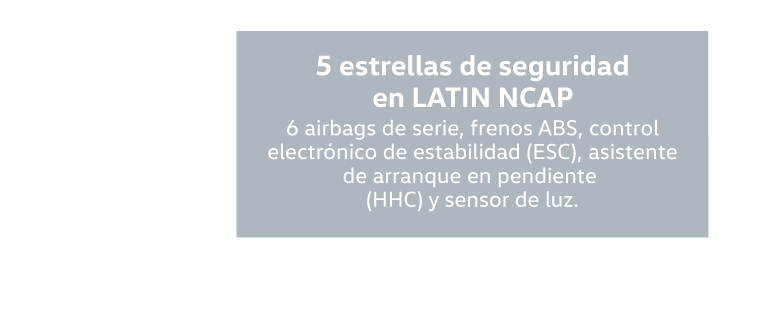 5 estrellas de seguridad
en LATIN NCAP
6 airbags de serie, frenos ABS, control
electrónico de estabilidad (ESC), asistente
de arranque en pendiente
(HHC) y sensor de luz.